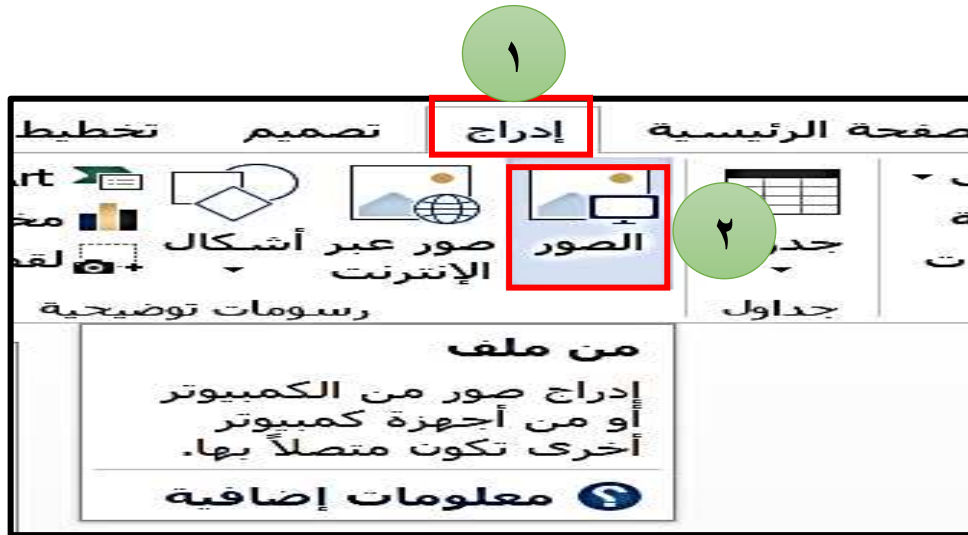 ١
الصفحة الرئيسية إدراج تصميم تخطيط
الصور
صور عبر الإنترنت
أشكال
٢
جداول
رسومات توضيحية
من ملف
إدراج صور من الكمبيوتر
أو من أجهزة كمبيوتر
أخرى تكون متصلاً بها.
معلومات إضافية